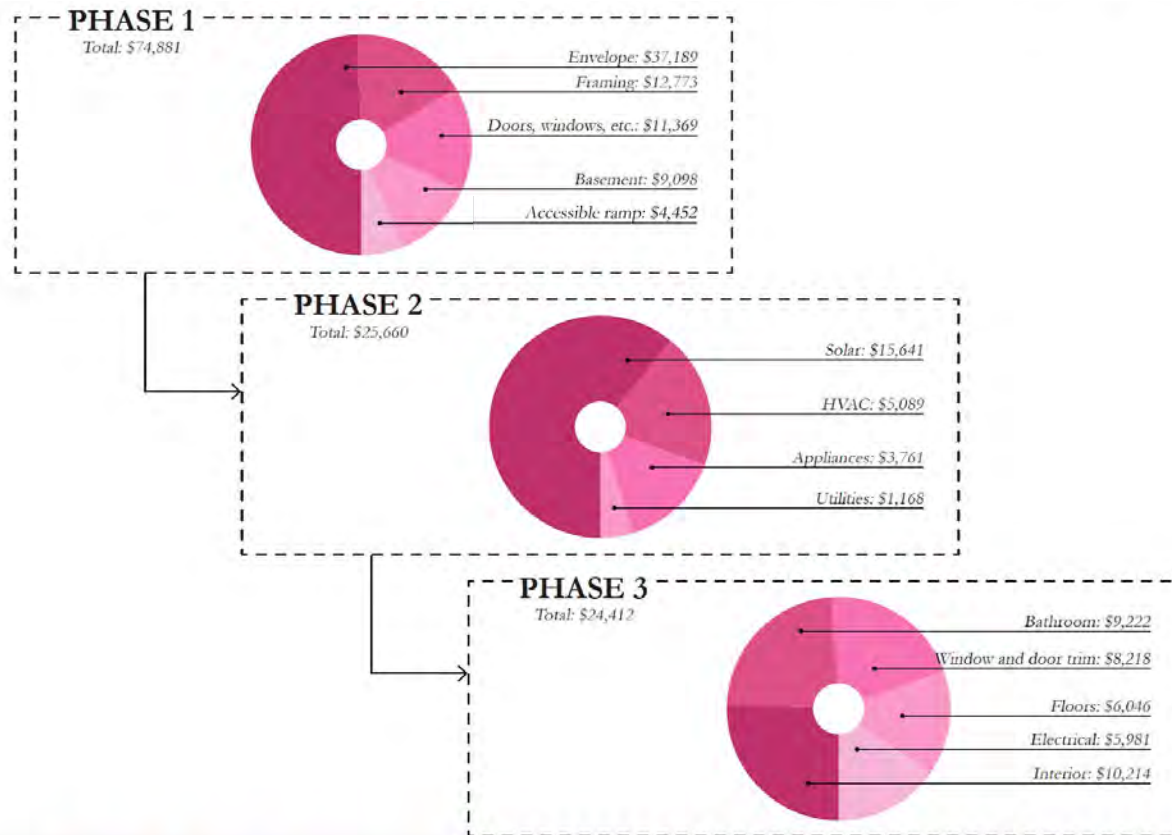 PHASE 1
Total: $74,881
Envelope: $37,189
Framing: $12,773
Doors, windows, etc.: $11,369
Basement: $9,098
Accessible ramp: $4,452
PHASE 2
Total: $25,660
Solar: $15,641
HVAC: $5,089
Appliances: $3,761
Utilities: $1,168
PHASE 3
Total: $24,412
Bathroom: $9,222
Window and door trim: $8,218
Floors: $6,046
Electrical: $5,981
Interior: $10,214